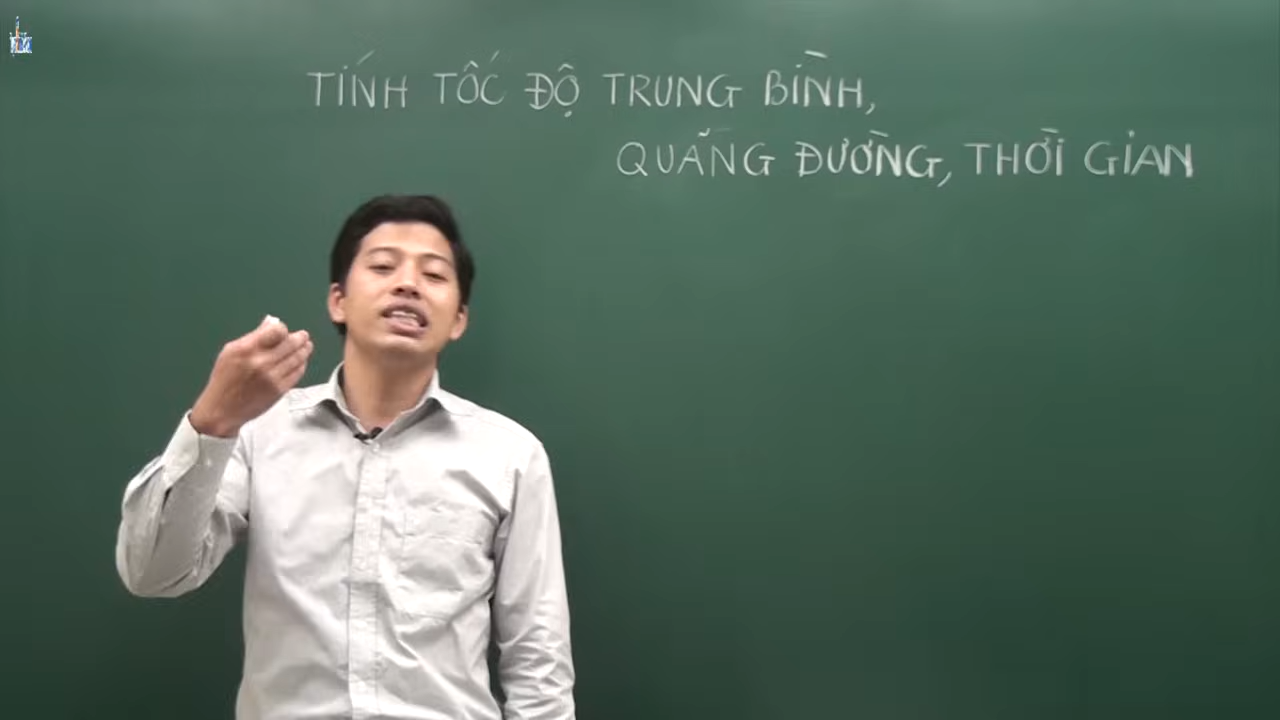 TÍNH TỐC ĐỘ TRUNG BÌNH,
QUÃNG ĐƯỜNG, THỜI GIAN